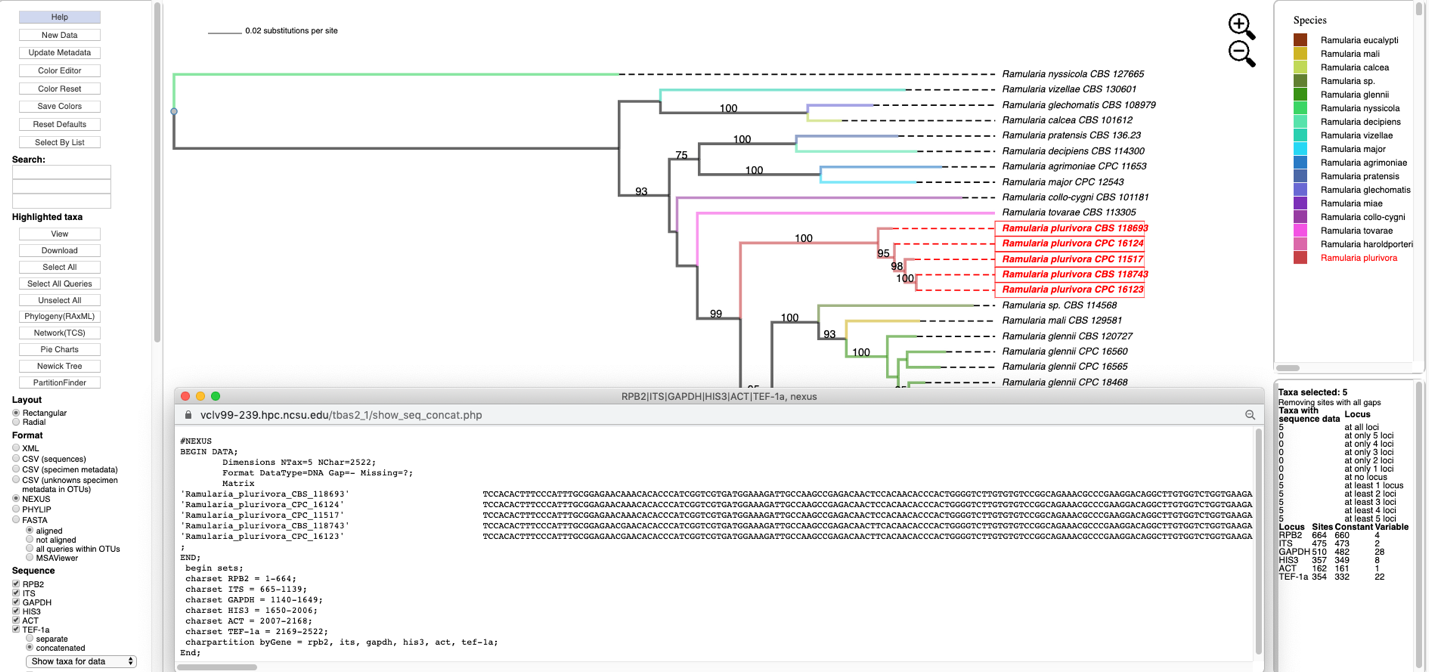 Help
New Data
Update Metadata
Color Editor
Color Reset
Save Colors
Reset Defaults
Select By List
Search:
Highlighted taxa
View
Download
Select All
Select All Queries
Unselect All
Phylogeny(RAxML)
Network(TCS)
Pie Charts
Newick Tree
PartitionFinder
Layout
Rectangular
Radial
Format
XML
CSV (sequences)
CSV (specimen metadata)
CSV (unknowns specimen
metadata in OTUs)
NEXUS
PHYLIP
FASTA
aligned
not aligned
all queries within OTUs
MSAViewer
Sequence
RPB2
ITS
GAPDH
HIS3
ACT
TEF-1a
separate
concatenated
Show taxa for data
0.02 substitutions per site
Ramularia nyssicola CBS 127665
Ramularia vizellae CBS 130601
100
Ramularia glechomatis CBS 108979
Ramularia calcea CBS 101612
100
Ramularia pratensis CBS 136.23
Ramularia decipiens CBS 114300
75
100
Ramularia agrimoniae CPC 11653
Ramularia major CPC 12543
93
Ramularia collo-cygni CBS 101181
Ramularia tovarae CBS 113305
Ramularia plurivora CBS 118693
100
Ramularia plurivora CPC 16124
95
Ramularia plurivora CPC 11517
98
Ramularia plurivora CBS 118743
100
Ramularia plurivora CPC 16123
Ramularia sp. CBS 114568
99
100
Ramularia mali CBS 129581
93
Ramularia glennii CBS 120727
100
Ramularia glennii CPC 16560
Ramularia glennii CPC 16565
Ramularia glennii CPC 18468
RPB2|ITS|GAPDH|HIS3|ACT|TEF-1a, nexus
vclv99-239.hpc.ncsu.edu/tbas2_1/show_seq_concat.php
#NEXUS
BEGIN DATA;
Dimensions NTax=5 NChar=2522;
Format DataType=DNA Gap=- Missing=?;
Matrix
'Ramularia_plurivora_CBS_118693'
'Ramularia_plurivora_CPC_16124'
'Ramularia_plurivora_CPC_11517'
'Ramularia_plurivora_CBS_118743'
'Ramularia_plurivora_CPC_16123'
;
END;
begin sets;
charset RPB2 = 1-664;
charset ITS = 665-1139;
charset GAPDH = 1140-1649;
charset HIS3 = 1650-2006;
charset ACT = 2007-2168;
charset TEF-1a = 2169-2522;
charpartition byGene = rpb2, its, gapdh, his3, act, tef-1a;
End;
Species
Ramularia eucalypti
Ramularia mali
Ramularia calcea
Ramularia sp.
Ramularia glennii
Ramularia nyssicola
Ramularia decipiens
Ramularia vizellae
Ramularia major
Ramularia agrimoniae
Ramularia pratensis
Ramularia glechomatis
Ramularia miae
Ramularia collo-cygni
Ramularia tovarae
Ramularia haroldporteri
Ramularia plurivora
Taxa selected: 5
Removing sites with all gaps
Taxa with
sequence data Locus
5 at all loci
0 at only 5 loci
0 at only 4 loci
0 at only 3 loci
0 at only 2 loci
0 at only 1 loci
0 at no locus
5 at least 1 locus
5 at least 2 loci
5 at least 3 loci
5 at least 4 loci
5 at least 5 loci
Locus Sites Constant Variable
RPB2 664 660 4
ITS 475 473 2
GAPDH 510 482 28
HIS3 357 349 8
ACT 162 161 1
TEF-1a 354 332 22